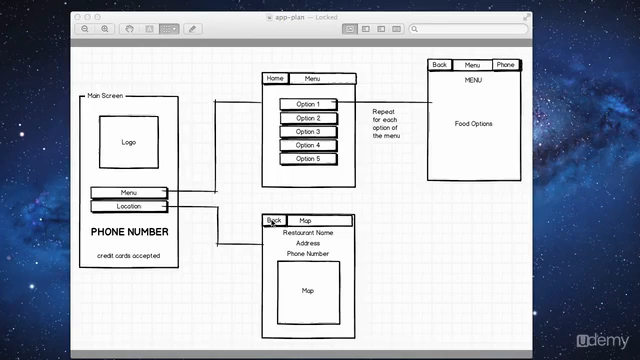 app-plan — Locked
Main Screen
Logo
Menu
Location
PHONE NUMBER
credit cards accepted
Home Menu
Option 1
Option 2
Option 3
Option 4
Option 5
Repeat
for each
option of
the menu
Back Menu Phone
MENU
Food Options
Back Map
Restaurant Name
Address
Phone Number
Map
udemy